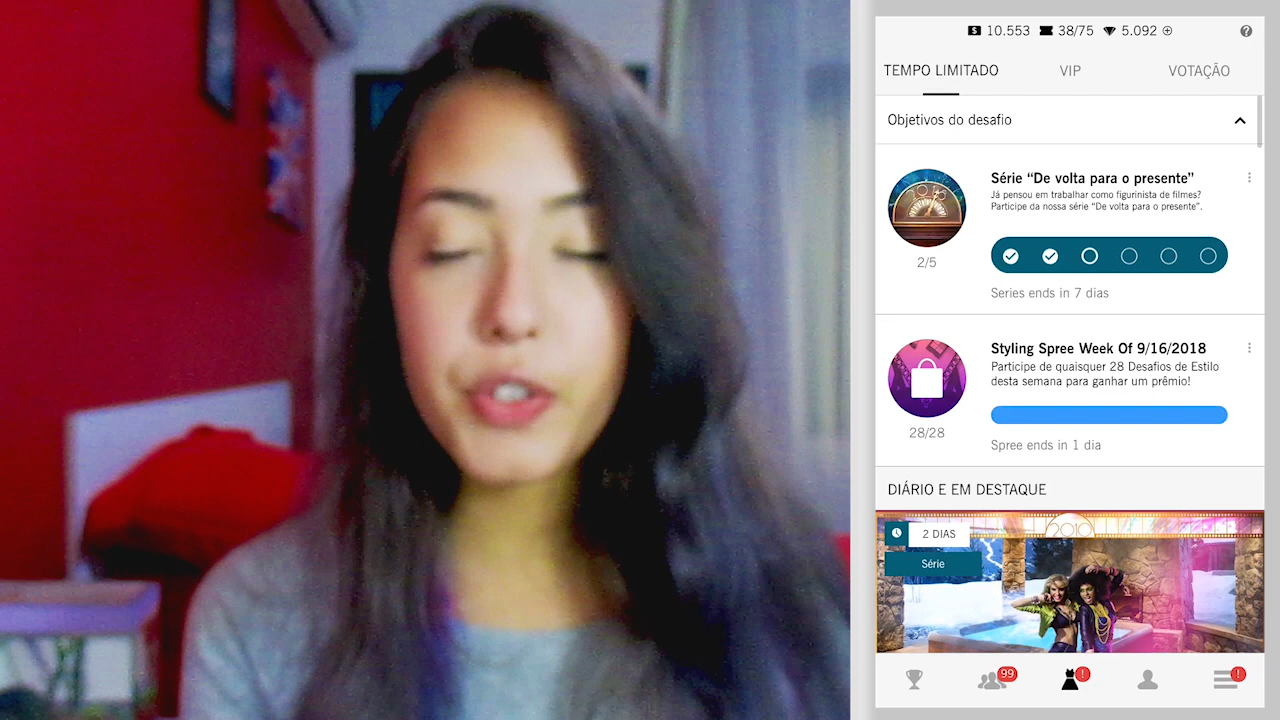 10.553 38/75 5.092
TEMPO LIMITADO VIP VOTAÇÃO
Objetivos do desafio
Série “De volta para o presente”
Já pensou em trabalhar como figurinista de filmes?
Participe da nossa série “De volta para o presente”.
2/5
Series ends in 7 dias
Styling Spree Week Of 9/16/2018
Participe de quaisquer 28 Desafios de Estilo
desta semana para ganhar um prêmio!
28/28
Spree ends in 1 dia
DIÁRIO E EM DESTAQUE
2010
2 DIAS
Série
99 ! !